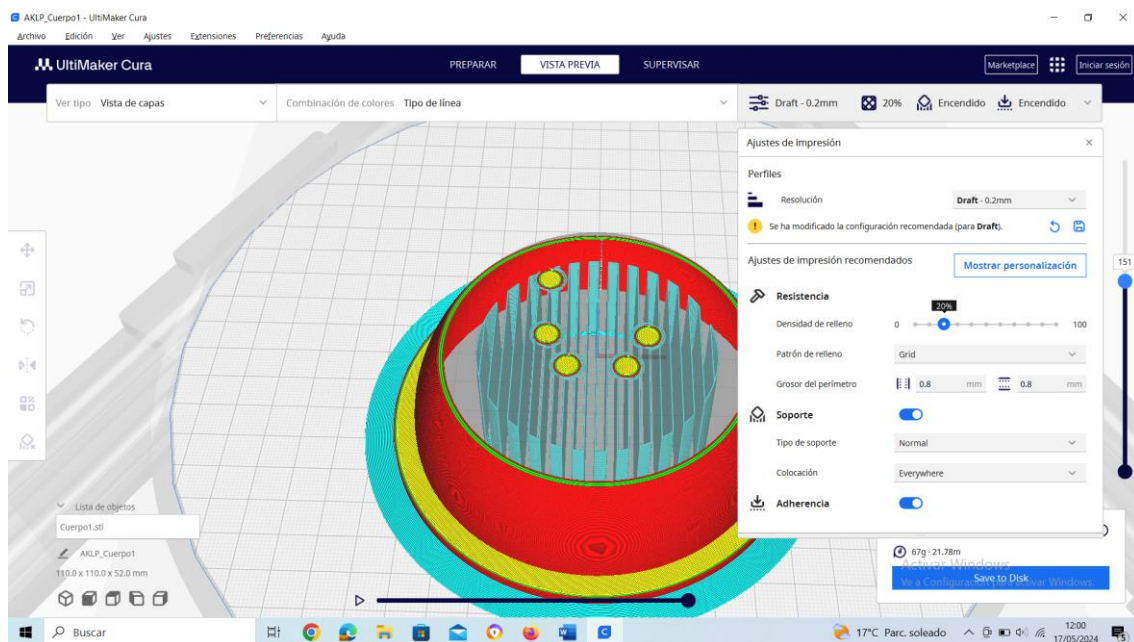 AKLP_Cuerpo1 - UltiMaker Cura
Archivo Edición Ver Ajustes Extensiones Preferencias Ayuda
UltiMaker Cura PREPARAR VISTA PREVIA SUPERVISAR Marketplace Iniciar sesión
Ver tipo Vista de capas Combinación de colores Tipo de línea Draft - 0.2mm 20% Encendido Encendido
Ajustes de impresión
Perfiles
Resolución Draft - 0.2mm
Se ha modificado la configuración recomendada (para Draft).
Ajustes de impresión recomendados Mostrar personalización
151
Resistencia
20%
Densidad de relleno 0 100
Patrón de relleno Grid
Grosor del perímetro 0.8 mm 0.8 mm
Soporte
Tipo de soporte Normal
Colocación Everywhere
Adherencia
Lista de objetos
Cuerpo1.stl
AKLP_Cuerpo1
110.0 x 110.0 x 52.0 mm
67g · 21.78m
Activar Windows
Ve a Configuración para activar Windows.
Save to Disk
Buscar 17°C Parc. soleado 12:00
17/05/2024